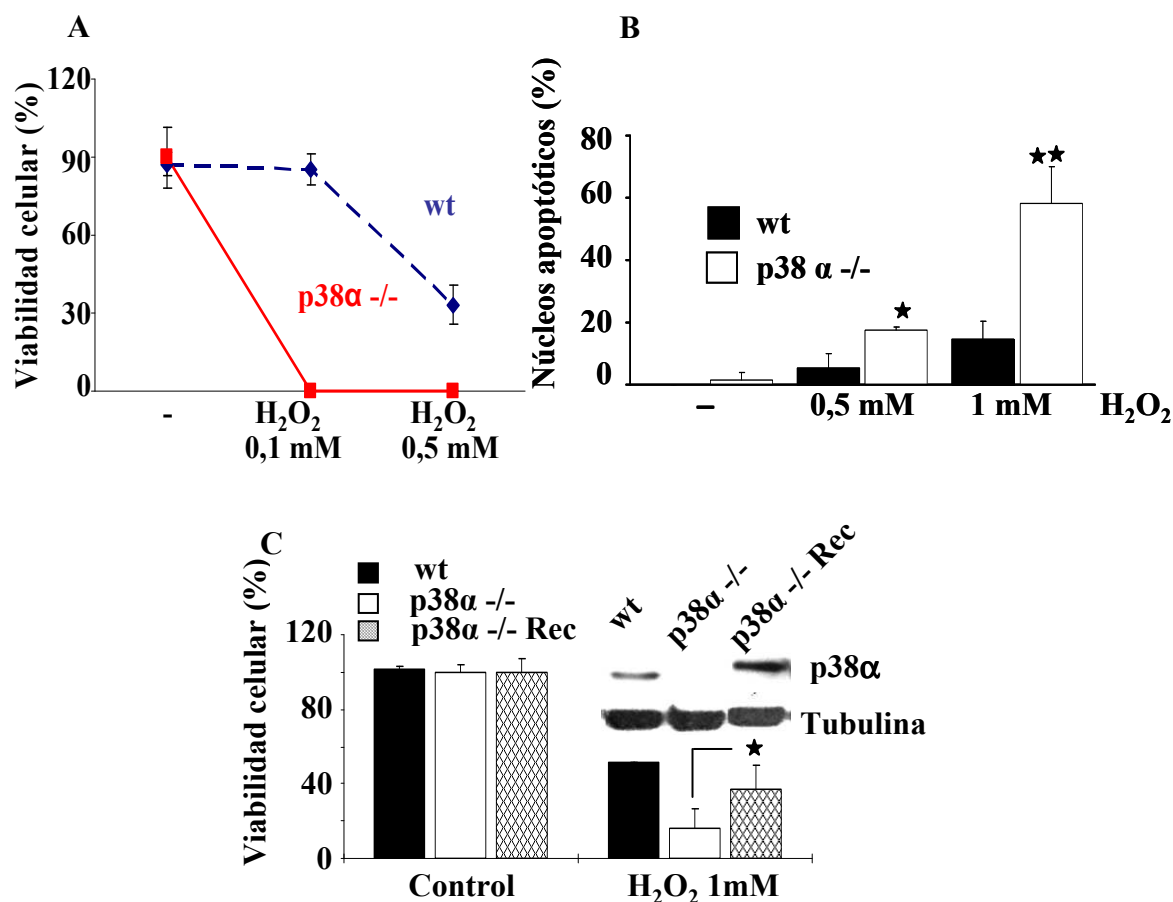 A
Viabilidad celular (%)
120
90
60
30
0
wt
p38α -/-
-
H₂O₂
0,1 mM
H₂O₂
0,5 mM
B
Núcleos apoptóticos (%)
80
60
40
20
0
wt
p38 α -/-
–
0,5 mM
1 mM
H₂O₂
C
Viabilidad celular (%)
wt
p38α -/-
p38α -/- Rec
120
80
40
0
Control
H₂O₂ 1mM
wt
p38α -/-
p38α -/- Rec
p38α
Tubulina